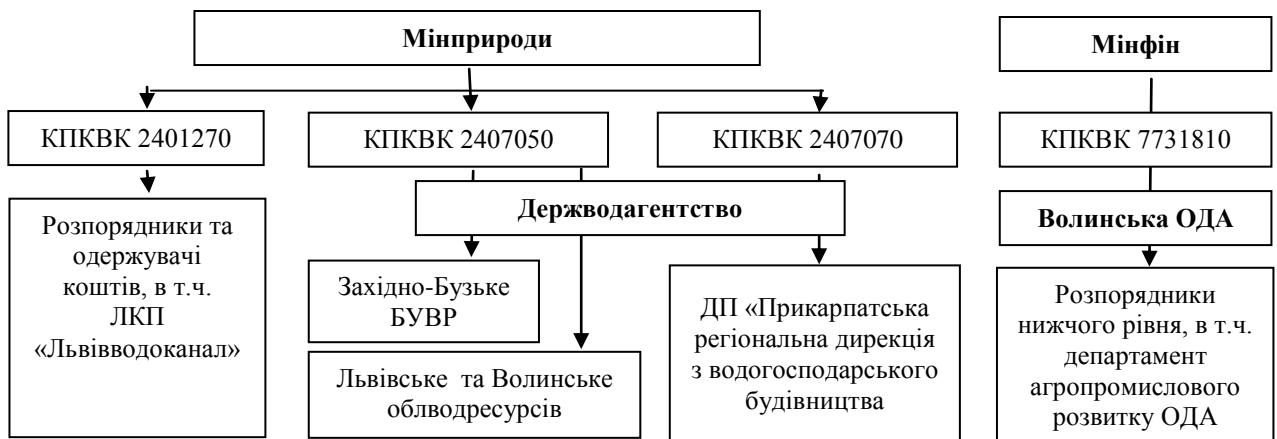 Мінприроди
Мінфін
КПКВК 2401270
КПКВК 2407050
КПКВК 2407070
КПКВК 7731810
Держводагентство
Волинська ОДА
Розпорядники та
одержувачі
коштів, в т.ч.
ЛКП
«Львівводоканал»
Західно-Бузьке
БУВР
Львівське та Волинське
облводресурсів
ДП «Прикарпатська
регіональна дирекція
з водогосподарського
будівництва
Розпорядники
нижчого рівня, в т.ч.
департамент
агропромислового
розвитку ОДА